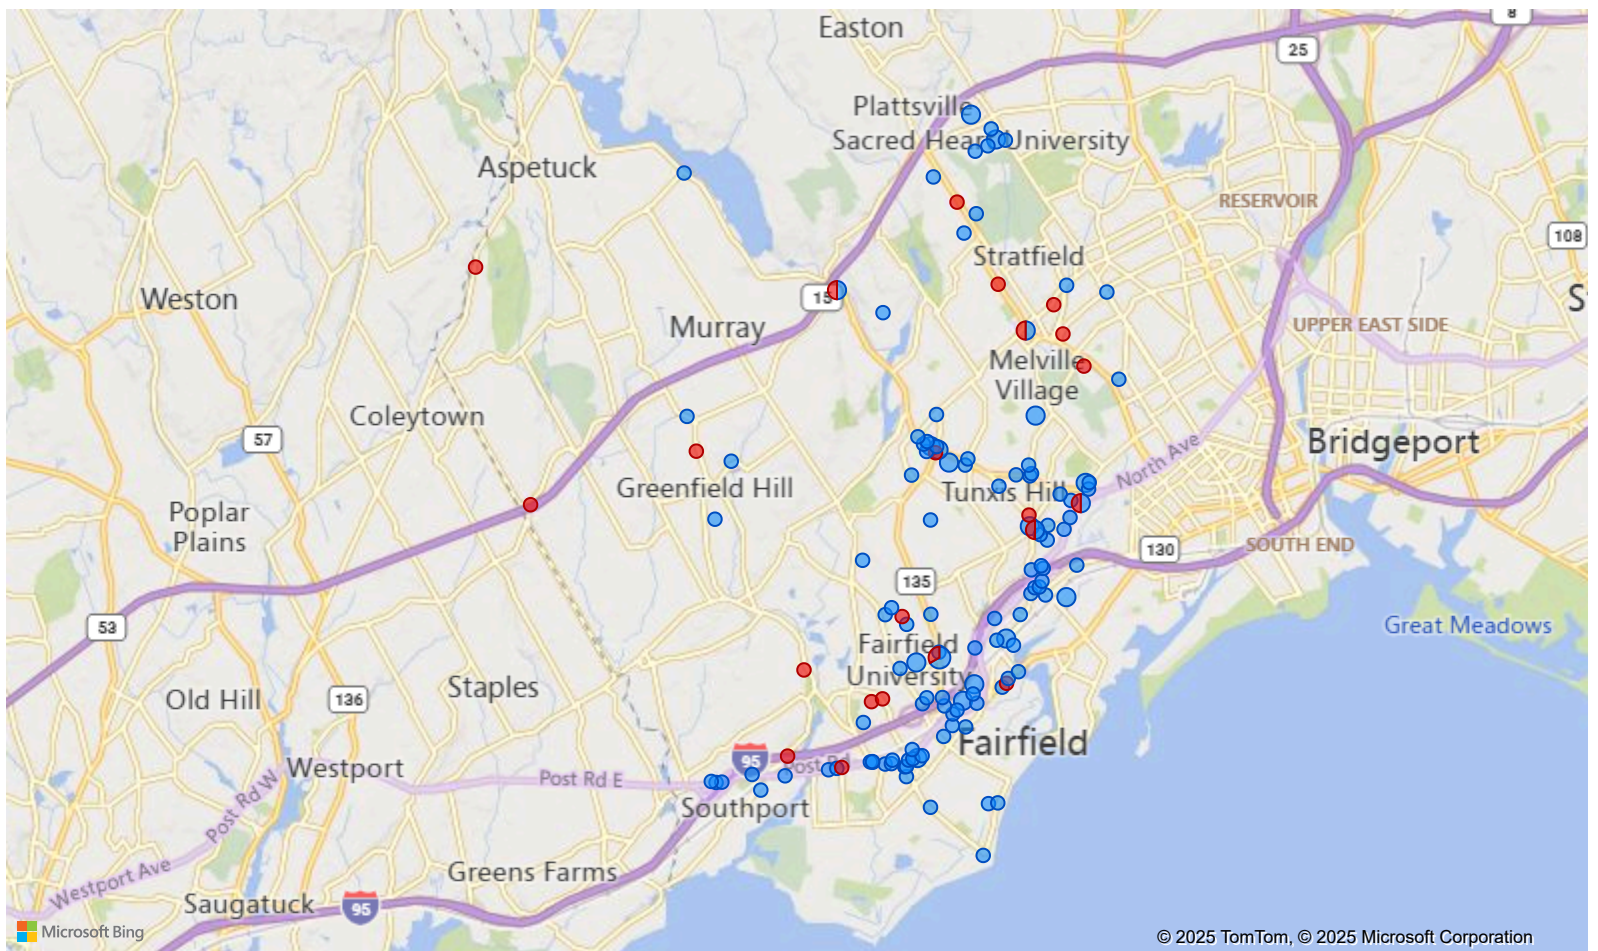 8
Easton
25
Plattsville
Sacred Heart University
Aspetuck
RESERVOIR
108
Stratfield
Weston
15
S
Murray
UPPER EAST SIDE
Melville
Village
Coleytown
57
Bridgeport
North Ave
Greenfield Hill
Tunxis Hill
Poplar
Plains
SOUTH END
130
135
53
Great Meadows
Fairfield
University
Staples
Old Hill
136
Fairfield
95
Post Rd
Westport
Post Rd E
Post Rd W
Southport
Greens Farms
Westport Ave
Saugatuck
95
Microsoft Bing
© 2025 TomTom, © 2025 Microsoft Corporation